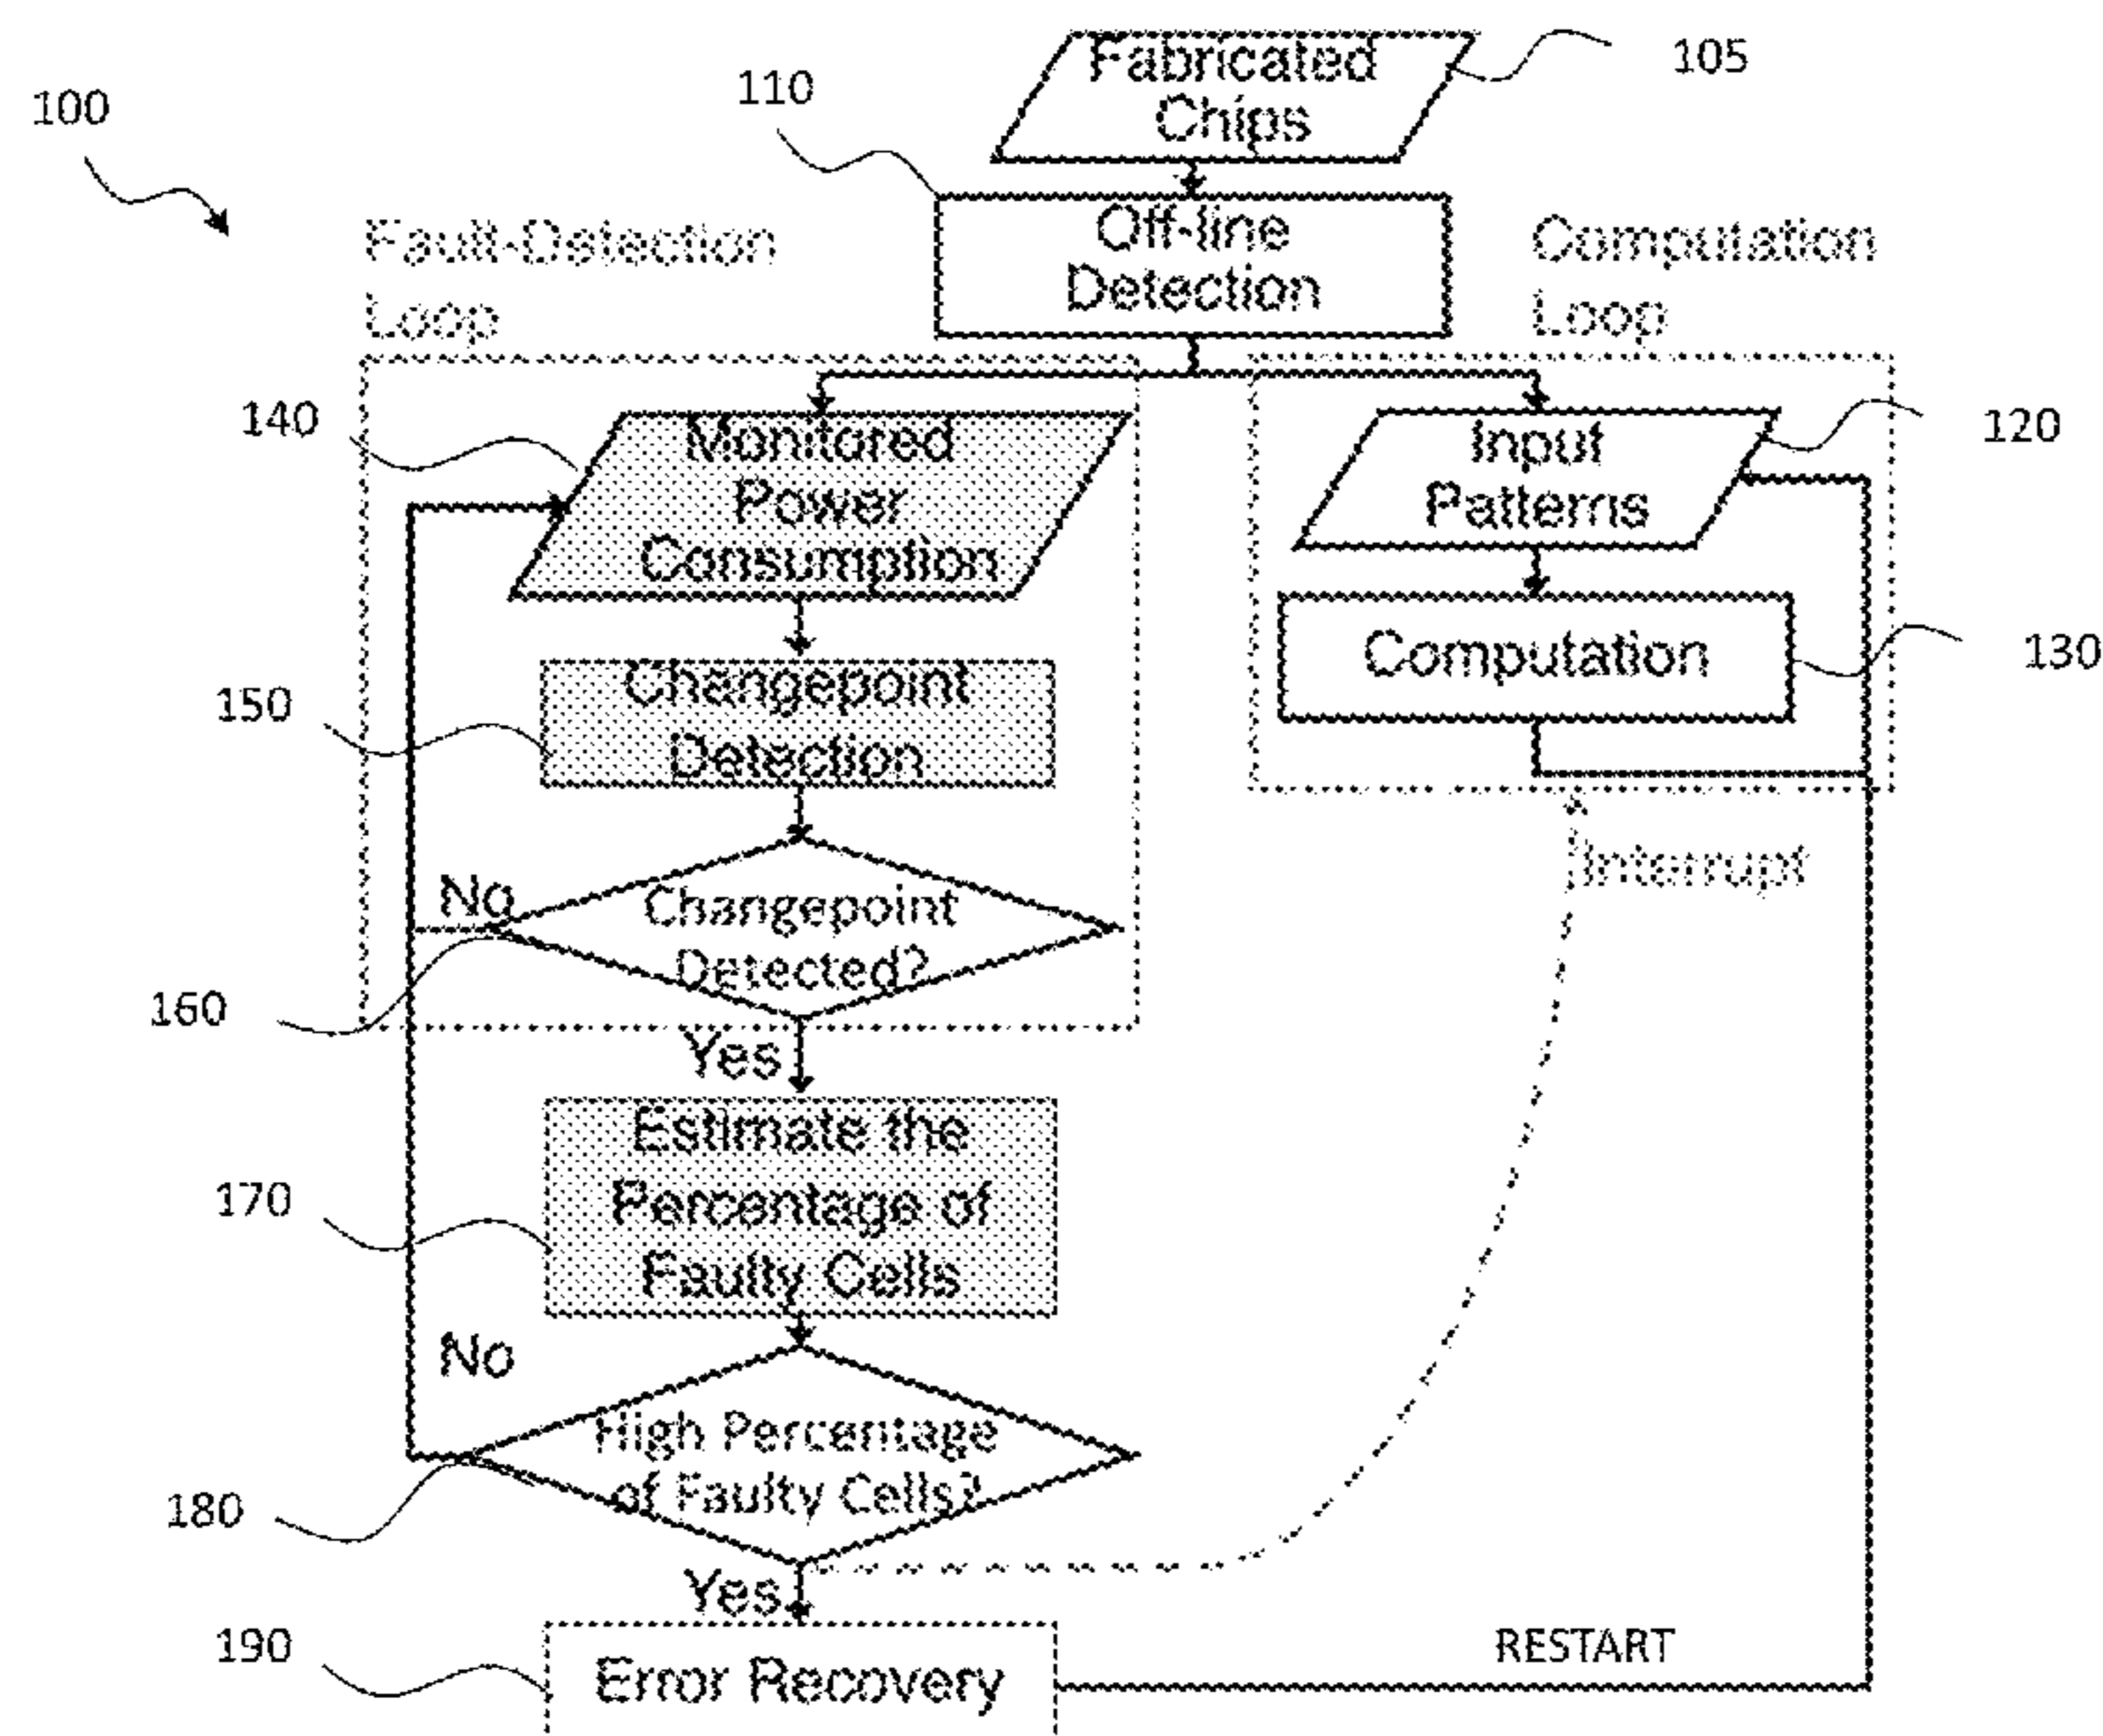 Fabricated
Chips
105
110
100
Off-line
Detection
Fault-Detection
Loop
Computation
Loop
140
Monitored
Power
Consumption
Input
Patterns
120
150
Changepoint
Detection
Computation
130
No
Changepoint
Detected?
160
Interrupt
Yes
170
Estimate the
Percentage of
Faulty Cells
No
180
High Percentage
of Faulty Cells?
Yes
190
Error Recovery
RESTART